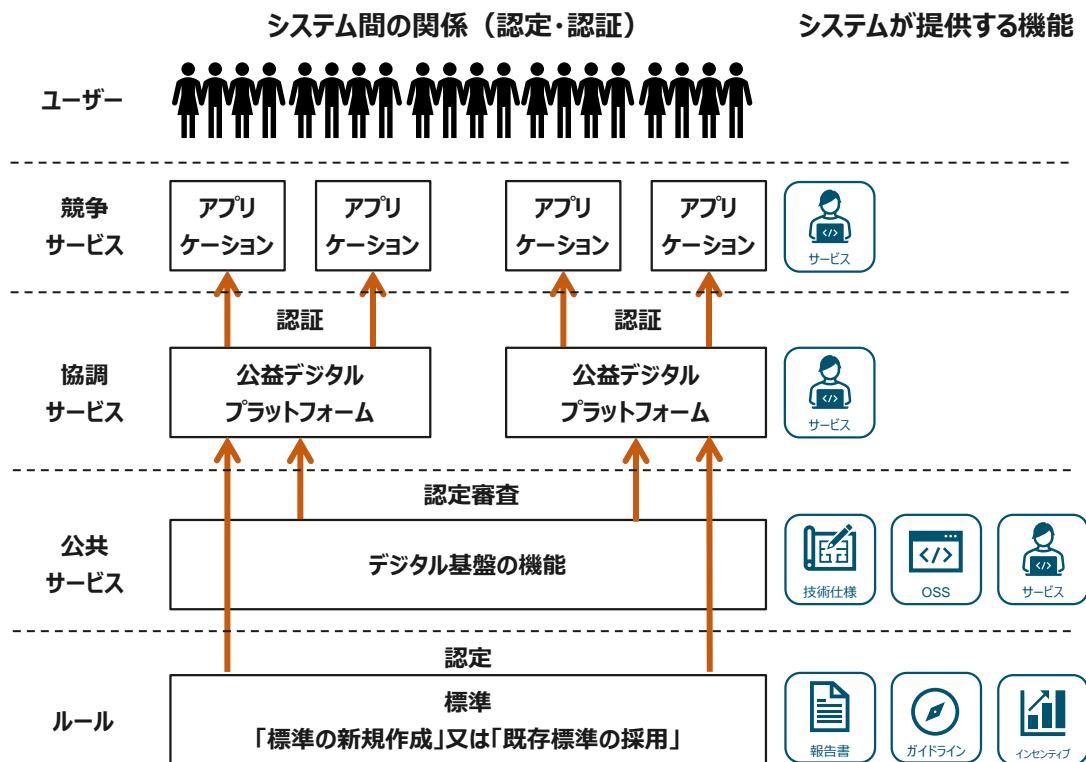 システム間の関係（認定・認証）
システムが提供する機能
ユーザー
競争
サービス
アプリ
ケーション
アプリ
ケーション
アプリ
ケーション
アプリ
ケーション
</>
サービス
認証
認証
協調
サービス
公益デジタル
プラットフォーム
公益デジタル
プラットフォーム
</>
サービス
認定審査
公共
サービス
デジタル基盤の機能
技術仕様
</>
OSS
</>
サービス
認定
ルール
標準
「標準の新規作成」又は「既存標準の採用」
報告書
ガイドライン
インセンティブ